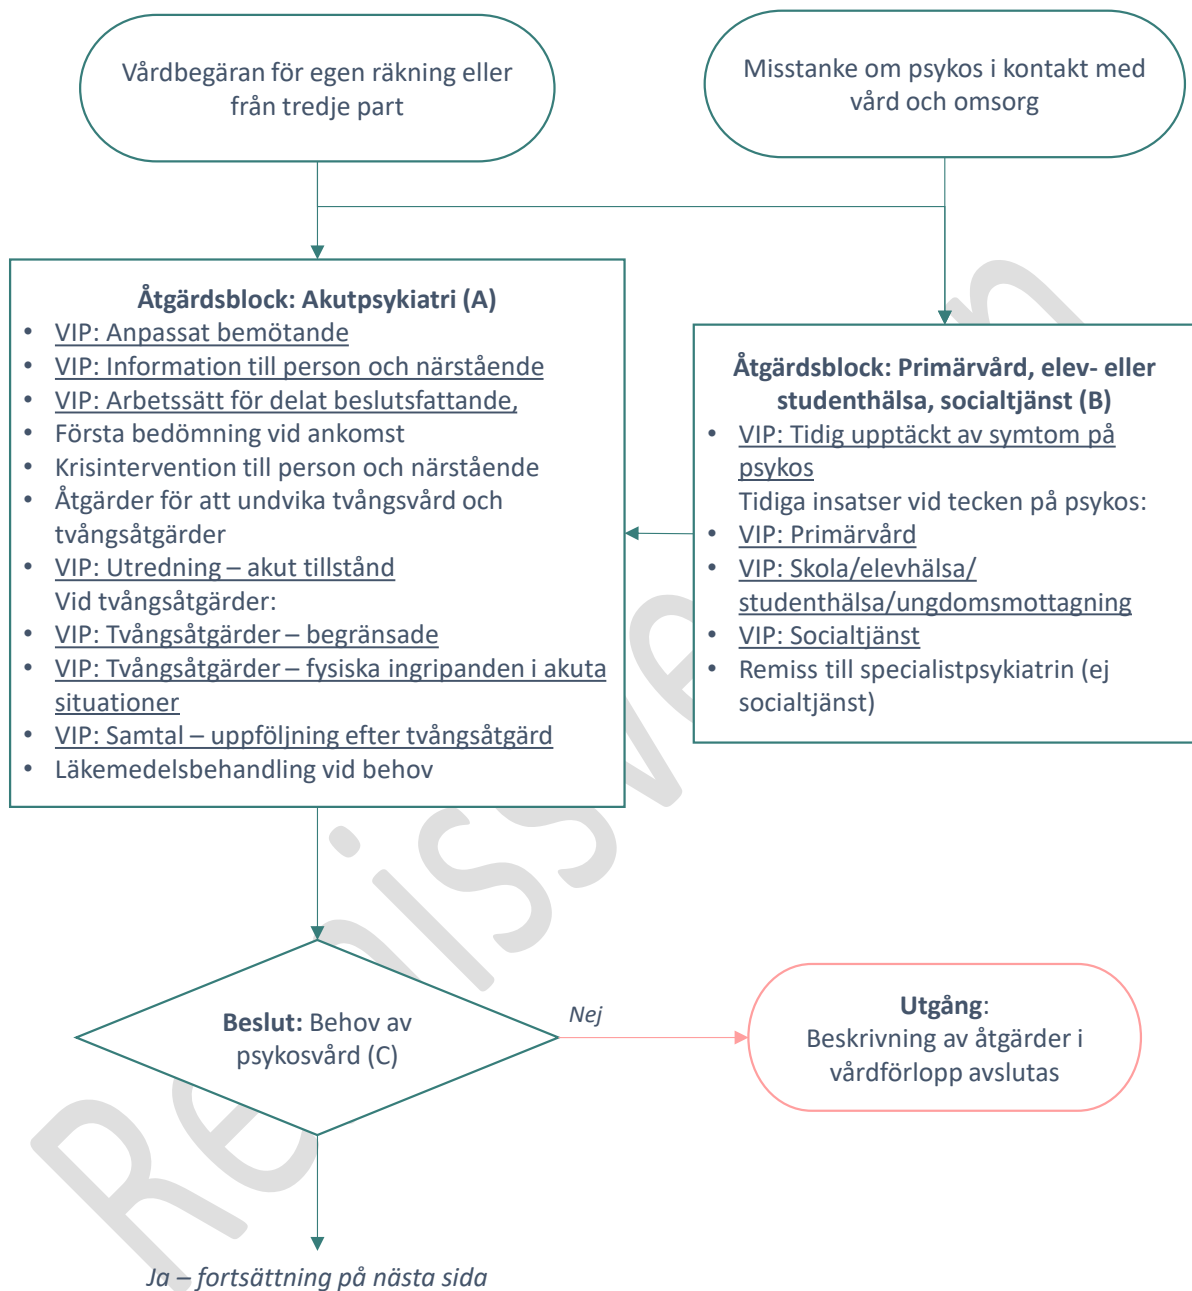 Vårdbegäran för egen räkning eller
från tredje part
Misstanke om psykos i kontakt med
vård och omsorg
Åtgärdsblock: Akutpsykiatri (A)
• VIP: Anpassat bemötande
• VIP: Information till person och närstående
• VIP: Arbetssätt för delat beslutsfattande,
• Första bedömning vid ankomst
• Krisintervention till person och närstående
• Åtgärder för att undvika tvångsvård och
tvångsåtgärder
• VIP: Utredning – akut tillstånd
Vid tvångsåtgärder:
• VIP: Tvångsåtgärder – begränsade
• VIP: Tvångsåtgärder – fysiska ingripanden i akuta
situationer
• VIP: Samtal – uppföljning efter tvångsåtgärd
• Läkemedelsbehandling vid behov
Åtgärdsblock: Primärvård, elev- eller
studenthälsa, socialtjänst (B)
• VIP: Tidig upptäckt av symtom på
psykos
Tidiga insatser vid tecken på psykos:
• VIP: Primärvård
• VIP: Skola/elevhälsa/
studenthälsa/ungdomsmottagning
• VIP: Socialtjänst
• Remiss till specialistpsykiatrin (ej
socialtjänst)
Beslut: Behov av
psykosvård (C)
Nej
Utgång:
Beskrivning av åtgärder i
vårdförlopp avslutas
Ja – fortsättning på nästa sida